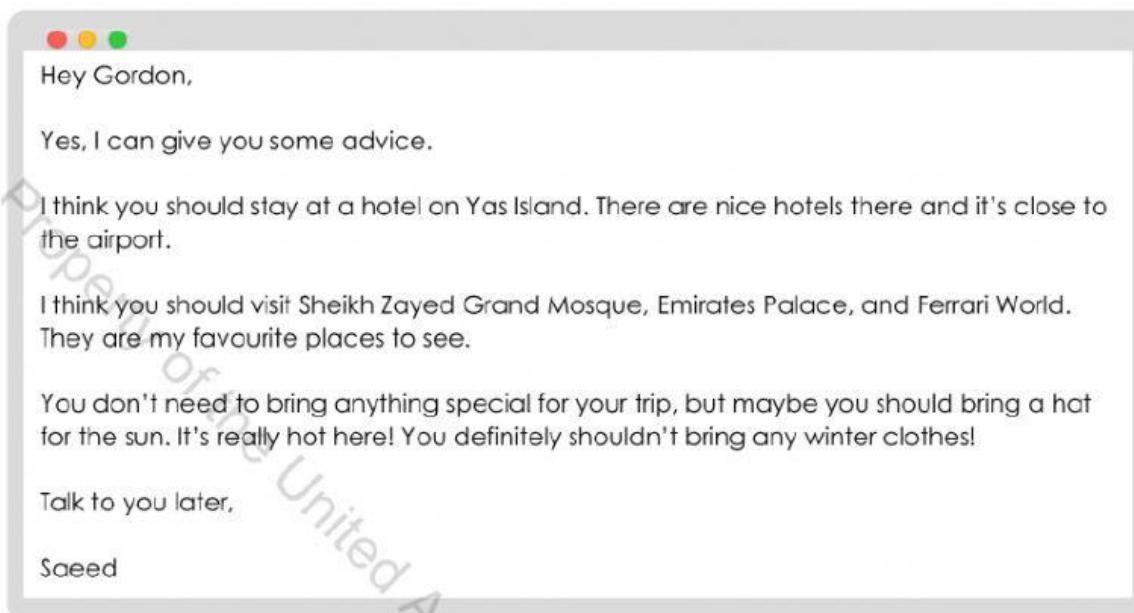 Hey Gordon,
Yes, I can give you some advice.
I think you should stay at a hotel on Yas Island. There are nice hotels there and it's close to
the airport.
I think you should visit Sheikh Zayed Grand Mosque, Emirates Palace, and Ferrari World.
They are my favourite places to see.
You don't need to bring anything special for your trip, but maybe you should bring a hat
for the sun. It's really hot here! You definitely shouldn't bring any winter clothes!
Talk to you later,
Saeed
Property of the United A